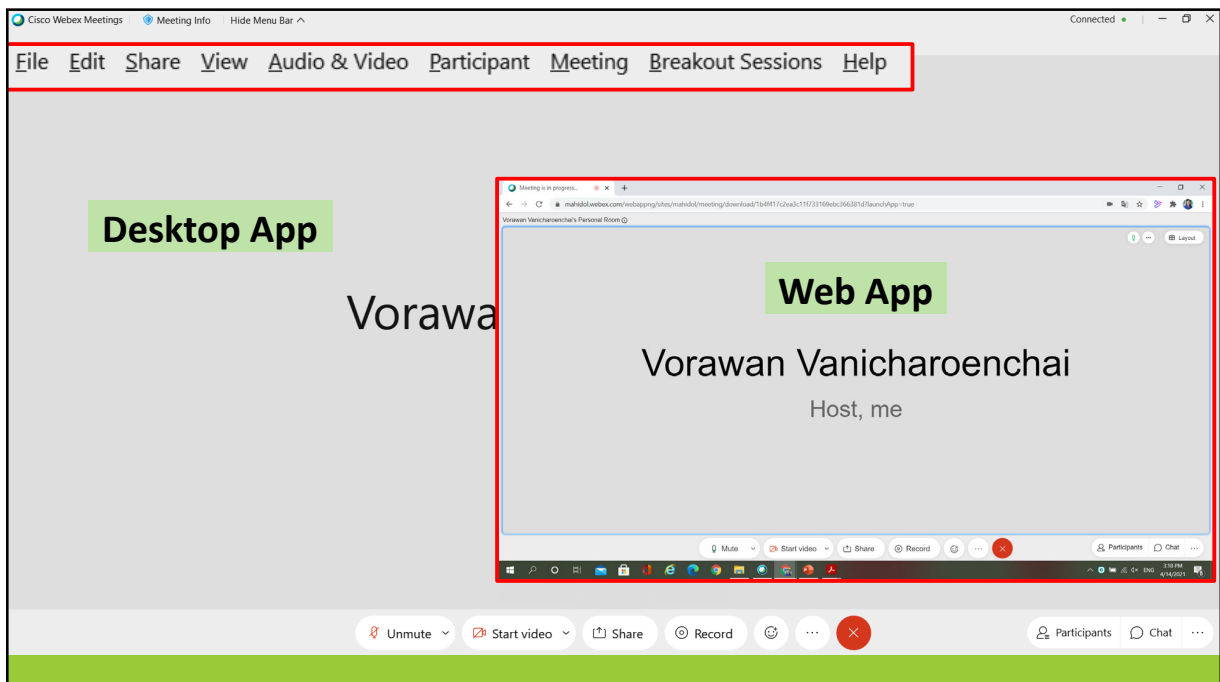 Cisco Webex Meetings Meeting Info Hide Menu Bar Connected
File Edit Share View Audio & Video Participant Meeting Breakout Sessions Help
Meeting is in progress...
mahidol.webex.com/webappng/sites/mahidol/meeting/download/
Vorawan Vanicharoenchai's Personal Room
Layout
Desktop App
Web App
Vorawa
Vorawan Vanicharoenchai
Host, me
Mute Start video Share Record Participants Chat
ENG 3:18 PM
4/14/2021
Unmute Start video Share Record Participants Chat